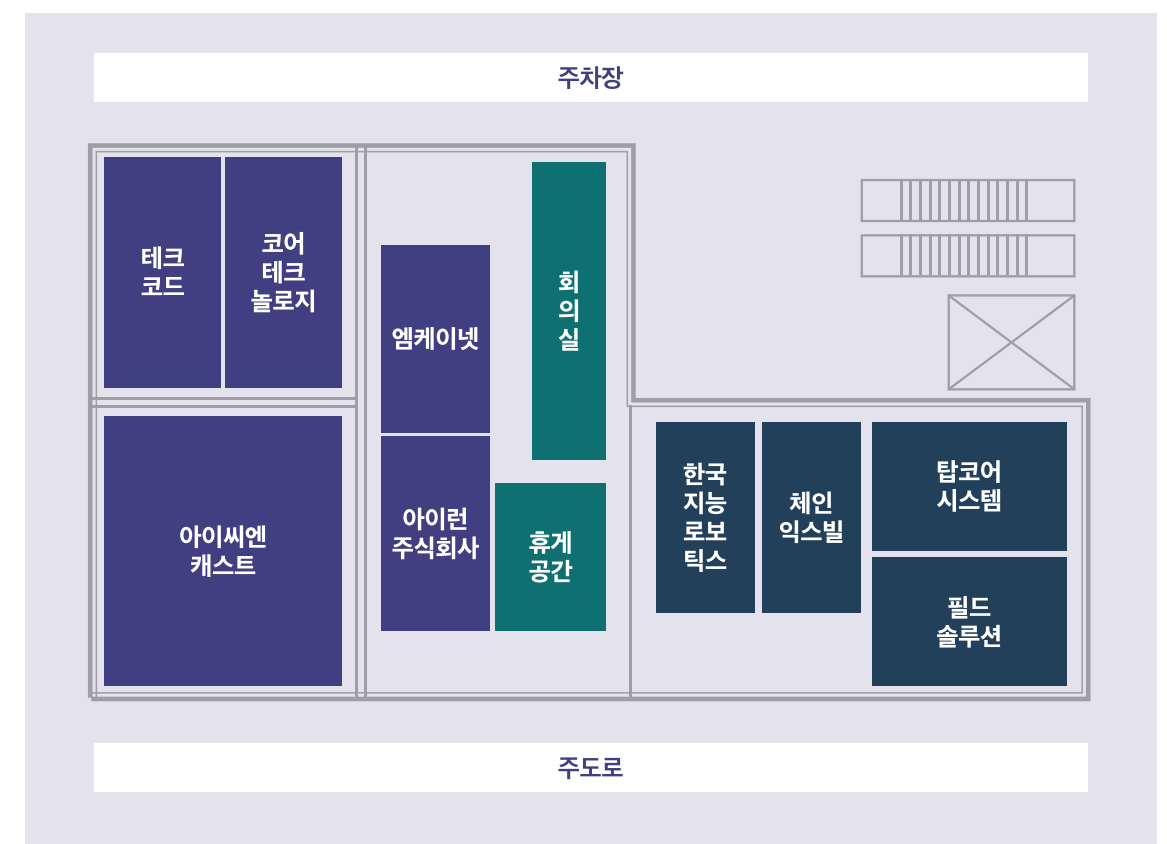 주차장
테크
코드
코어
테크
놀로지
엠케이넷
회
의
실
아이씨엔
캐스트
아이런
주식회사
휴게
공간
한국
지능
로보
틱스
체인
익스빌
탑코어
시스템
필드
솔루션
주도로